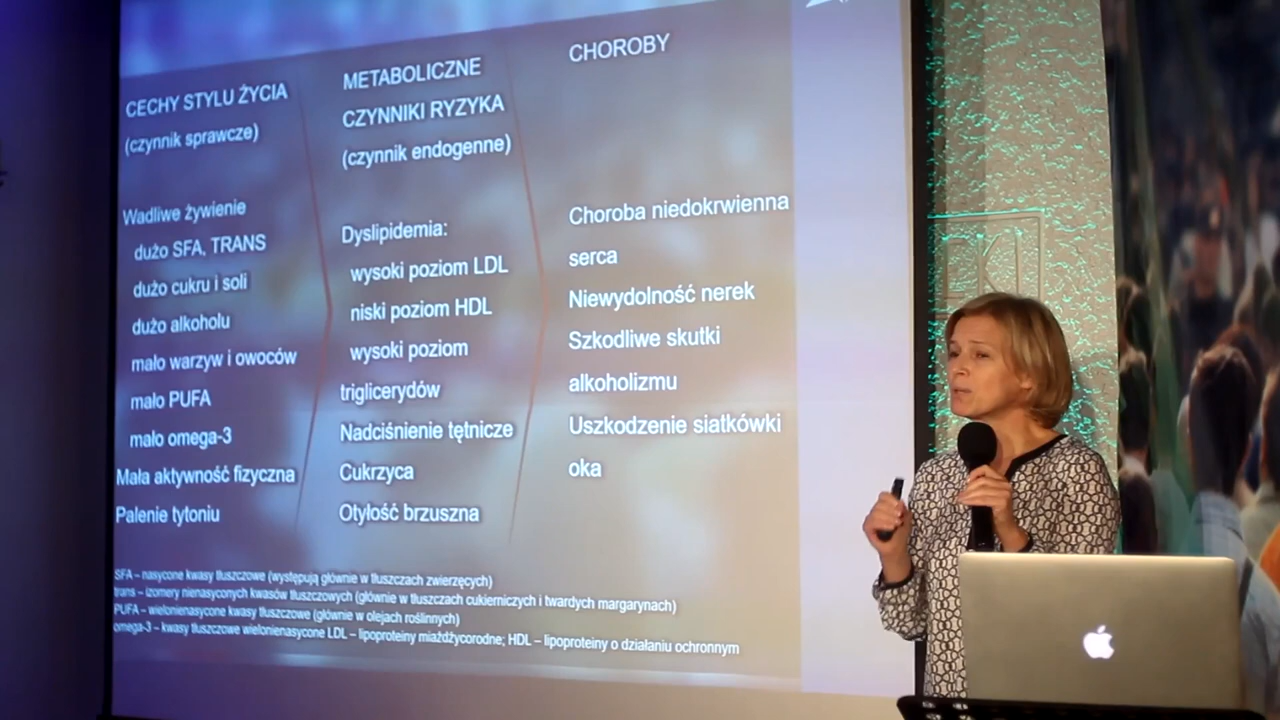 CECHY STYLU ŻYCIA
(czynnik sprawcze)
Wadliwe żywienie
dużo SFA, TRANS
dużo cukru i soli
dużo alkoholu
mało warzyw i owoców
mało PUFA
mało omega-3
Mała aktywność fizyczna
Palenie tytoniu
METABOLICZNE
CZYNNIKI RYZYKA
(czynnik endogenne)
Dyslipidemia:
wysoki poziom LDL
niski poziom HDL
wysoki poziom
triglicerydów
Nadciśnienie tętnicze
Cukrzyca
Otyłość brzuszna
CHOROBY
Choroba niedokrwienna
serca
Niewydolność nerek
Szkodliwe skutki
alkoholizmu
Uszkodzenie siatkówki
oka
SFA – nasycone kwasy tłuszczowe (występują głównie w tłuszczach zwierzęcych)
trans – izomery nienasyconych kwasów tłuszczowych (głównie w tłuszczach cukierniczych i twardych margarynach)
PUFA – wielonienasycone kwasy tłuszczowe (głównie w olejach roślinnych)
omega-3 – kwasy tłuszczowe wielonienasycone LDL – lipoproteiny miażdżycorodne; HDL – lipoproteiny o działaniu ochronnym